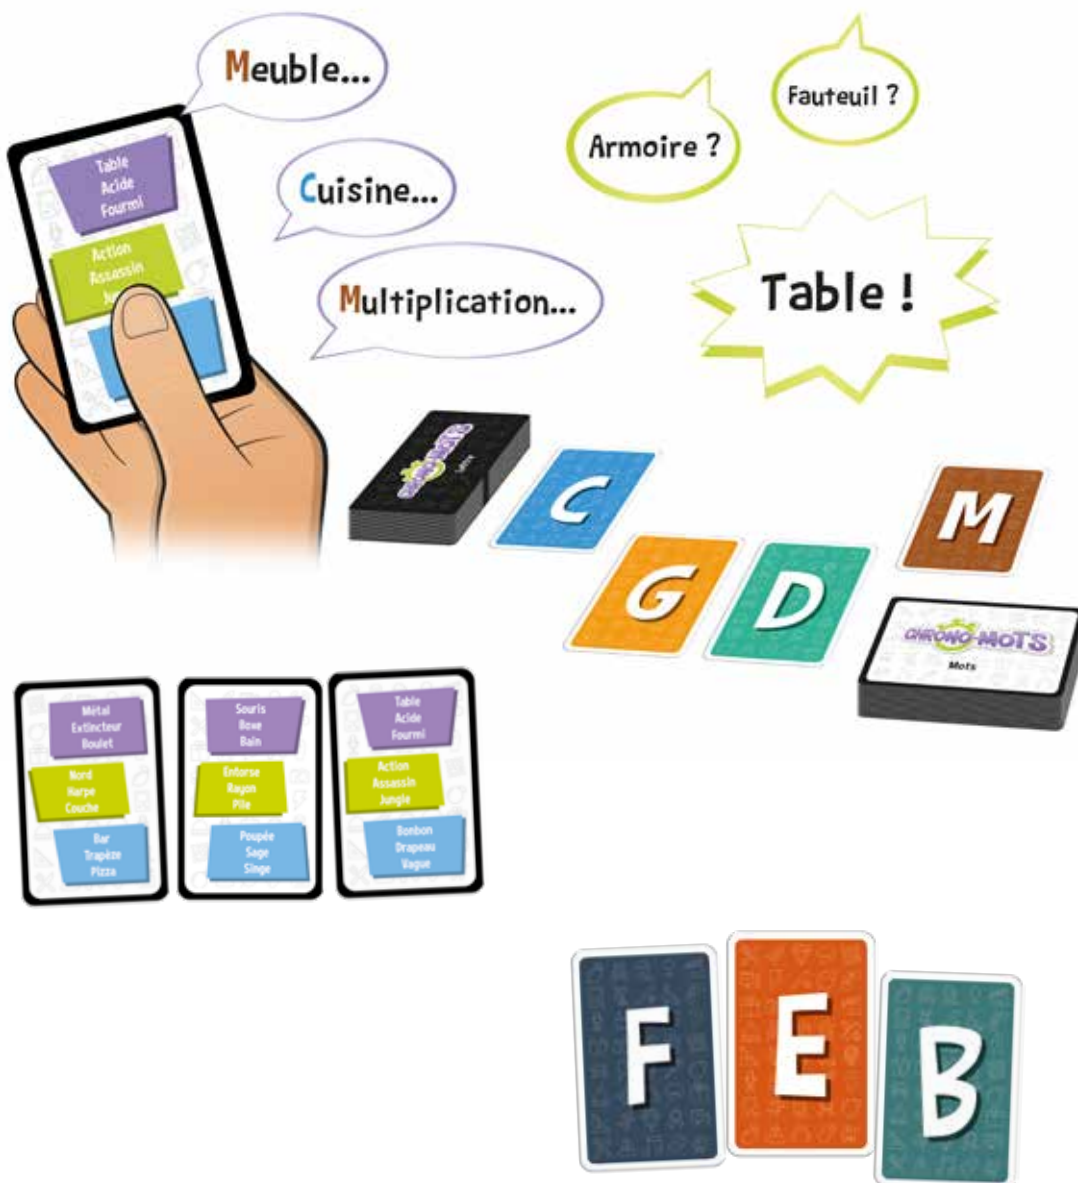 Meuble...
Fauteuil ?
Armoire ?
Table
Acide
Fourmi
Cuisine...
Action
Assassin
Multiplication...
Table !
CHRONO-MOTS
C
M
G
D
CHRONO-MOTS
Mots
Métal
Extincteur
Boulet
Nord
Harpe
Couche
Bar
Trapèze
Pizza
Souris
Boxe
Bain
Entorse
Rayon
Pile
Poupée
Sage
Singe
Table
Acide
Fourmi
Action
Assassin
Jungle
Bonbon
Drapeau
Vague
F
E
B